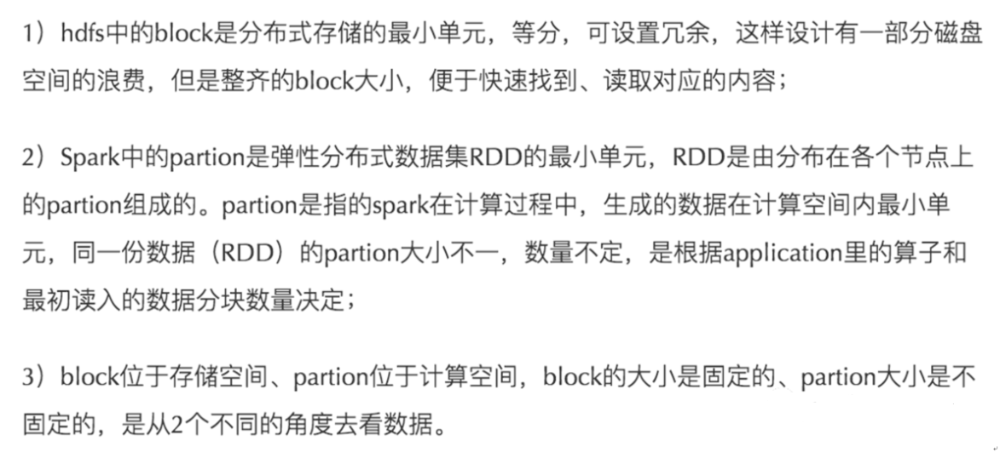 1）hdfs中的block是分布式存储的最小单元，等分，可设置冗余，这样设计有一部分磁盘
空间的浪费，但是整齐的block大小，便于快速找到、读取对应的内容；
2）Spark中的partion是弹性分布式数据集RDD的最小单元，RDD是由分布在各个节点上
的partion组成的。partion是指的spark在计算过程中，生成的数据在计算空间内最小单
元，同一份数据（RDD）的partion大小不一，数量不定，是根据application里的算子和
最初读入的数据分块数量决定；
3）block位于存储空间、partion位于计算空间，block的大小是固定的、partion大小是不
固定的，是从2个不同的角度去看数据。